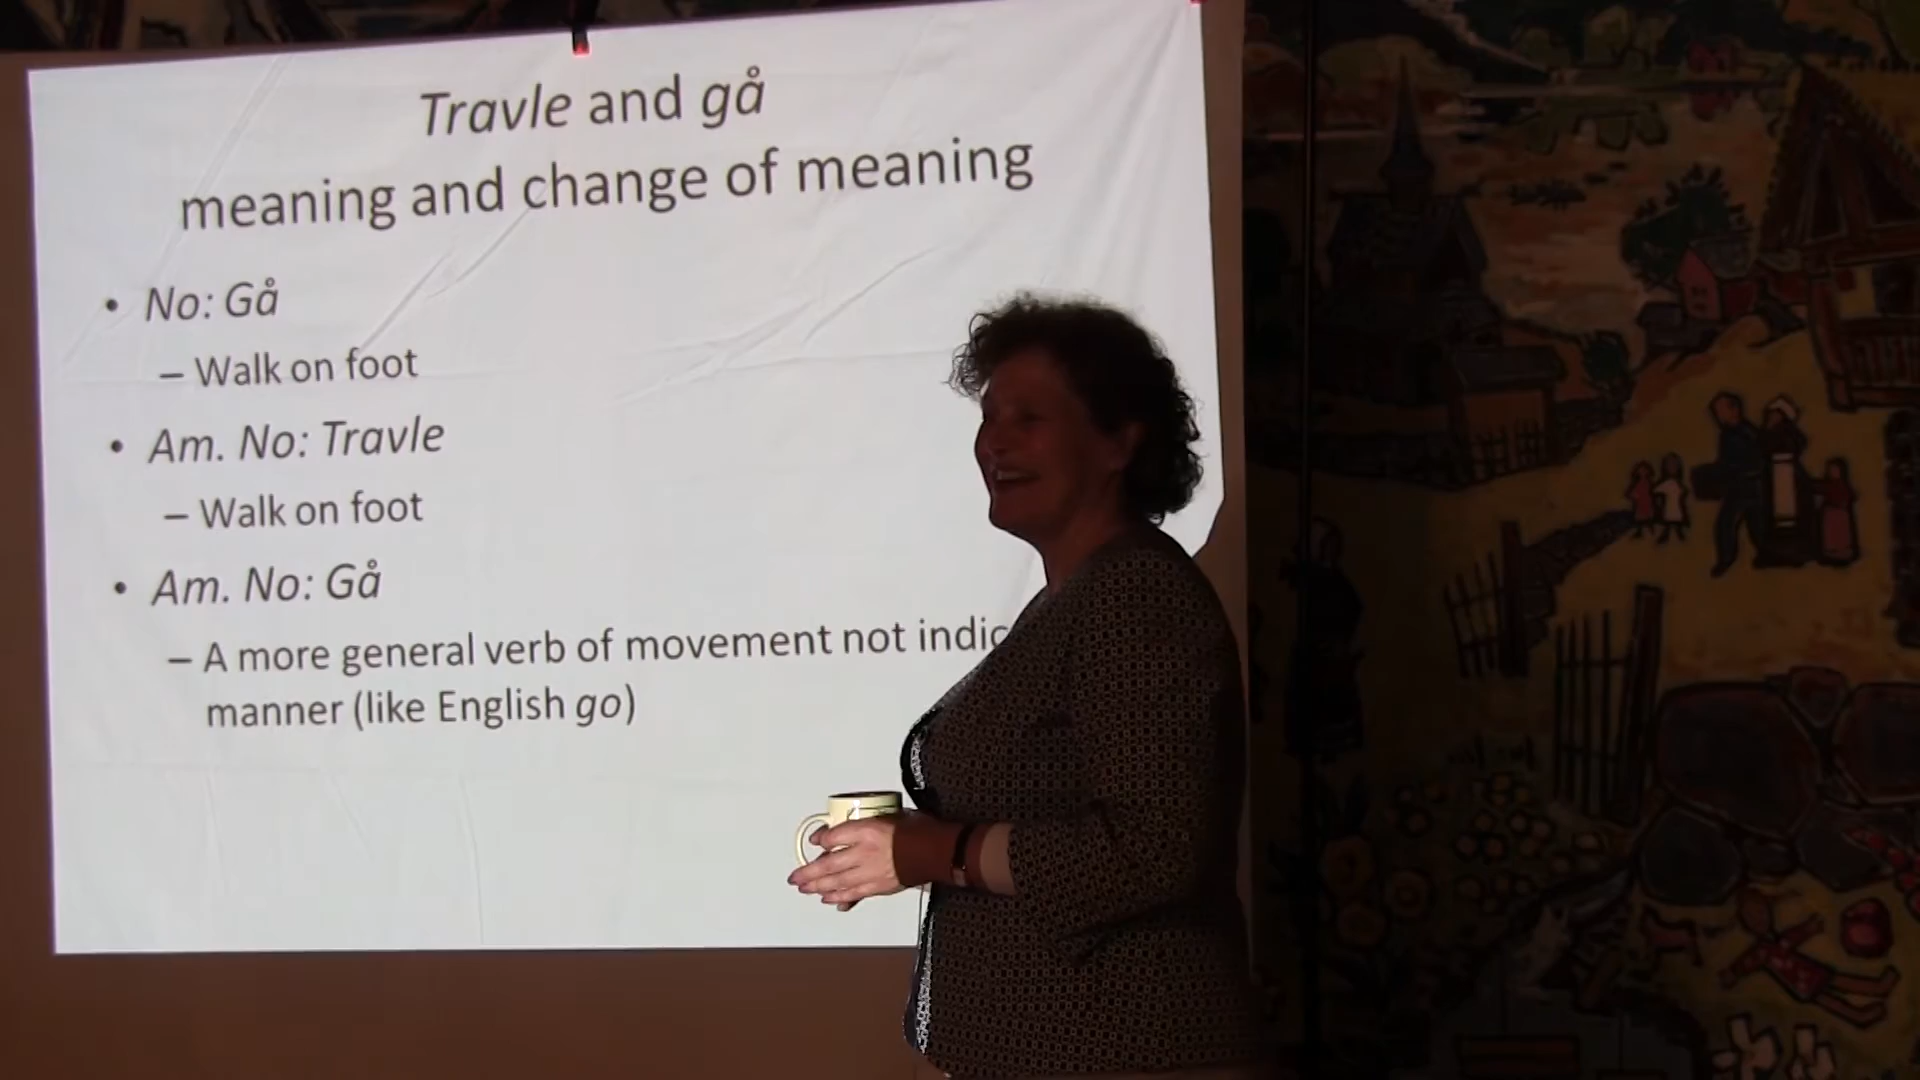 Travle and gå
meaning and change of meaning
• No: Gå
– Walk on foot
• Am. No: Travle
– Walk on foot
• Am. No: Gå
– A more general verb of movement not
manner (like English go)